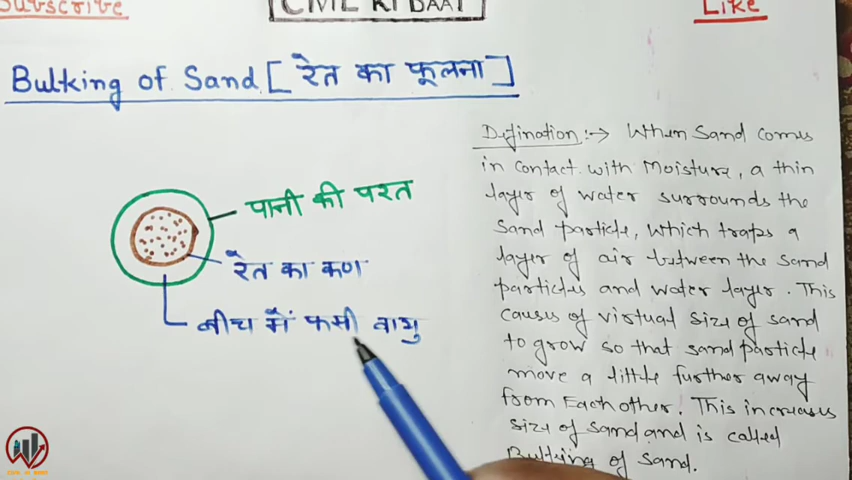 Subscribe
CIVIL KI BAAT
Like
Bulking of Sand [ रेत का फूलना ]
पानी की परत
रेत का कण
बीच में फसी वायु
Difination :-> When Sand comes
in contact with Moisture, a thin
layer of water surrounds the
Sand particle, which traps a
layer of air between the sand
particles and water layer. This
causes of virtual size of sand
to grow so that sand particle
move a little further away
from Each other. This increases
size of sand and is called
Bulking of Sand.